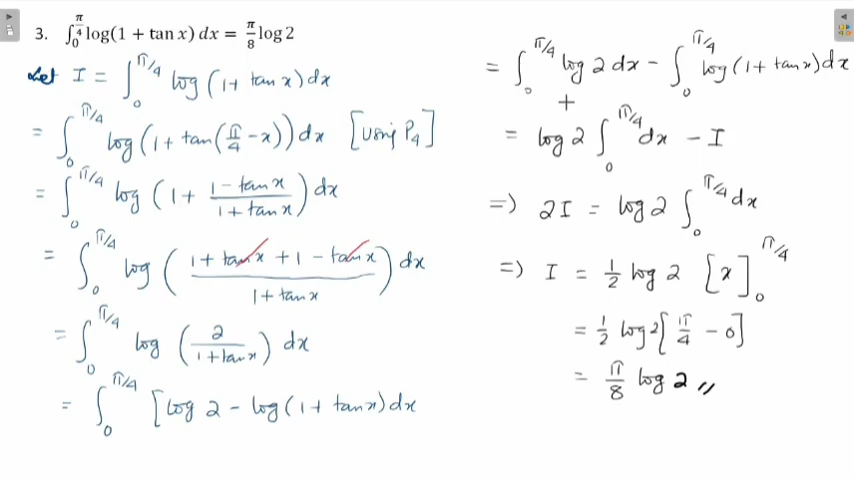 3. ∫₀^{π/4} log(1 + tan x) dx = π/8 log 2
Let I = ∫₀^{π/4} log (1 + tan x) dx
= ∫₀^{π/4} log (1 + tan(π/4 - x)) dx [Using P₄]
= ∫₀^{π/4} log (1 + (1 - tan x)/(1 + tan x)) dx
= ∫₀^{π/4} log ((1 + tan x + 1 - tan x)/(1 + tan x)) dx
= ∫₀^{π/4} log (2/(1 + tan x)) dx
= ∫₀^{π/4} [log 2 - log (1 + tan x) dx
= ∫₀^{π/4} log 2 dx - ∫₀^{π/4} log (1 + tan x) dx
+
= log 2 ∫₀^{π/4} dx - I
=> 2I = log 2 ∫₀^{π/4} dx
=> I = 1/2 log 2 [x]₀^{π/4}
= 1/2 log 2 [π/4 - 0]
= π/8 log 2 //